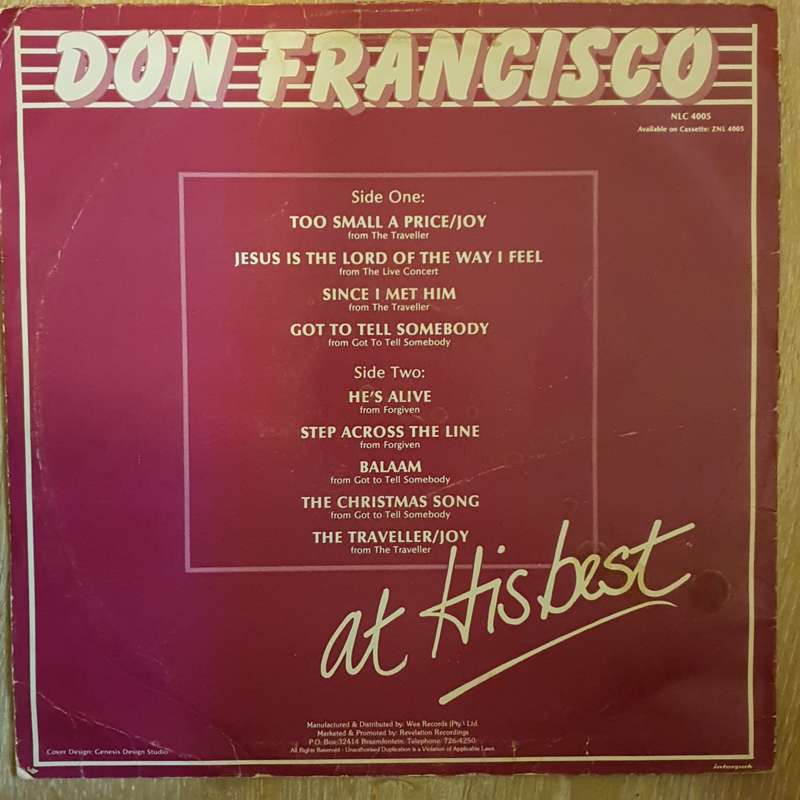 DON FRANCISCO
NLC 4005
Available on Cassette: ZNL 4005
Side One:
TOO SMALL A PRICE/JOY
from The Traveller
JESUS IS THE LORD OF THE WAY I FEEL
from The Live Concert
SINCE I MET HIM
from The Traveller
GOT TO TELL SOMEBODY
from Got To Tell Somebody
Side Two:
HE'S ALIVE
from Forgiven
STEP ACROSS THE LINE
from Forgiven
BALAAM
from Got to Tell Somebody
THE CHRISTMAS SONG
from Got to Tell Somebody
THE TRAVELLER/JOY
from The Traveller
at His best
Manufactured & Distributed by: Wea Records (Pty.) Ltd.
Marketed & Promoted by: Revelation Recordings
P.O. Box 32414 Braamfontein. Telephone: 726-4250.
All Rights Reserved - Unauthorised Duplication is a Violation of Applicable Laws
Cover Design: Genesis Design Studio
interpak